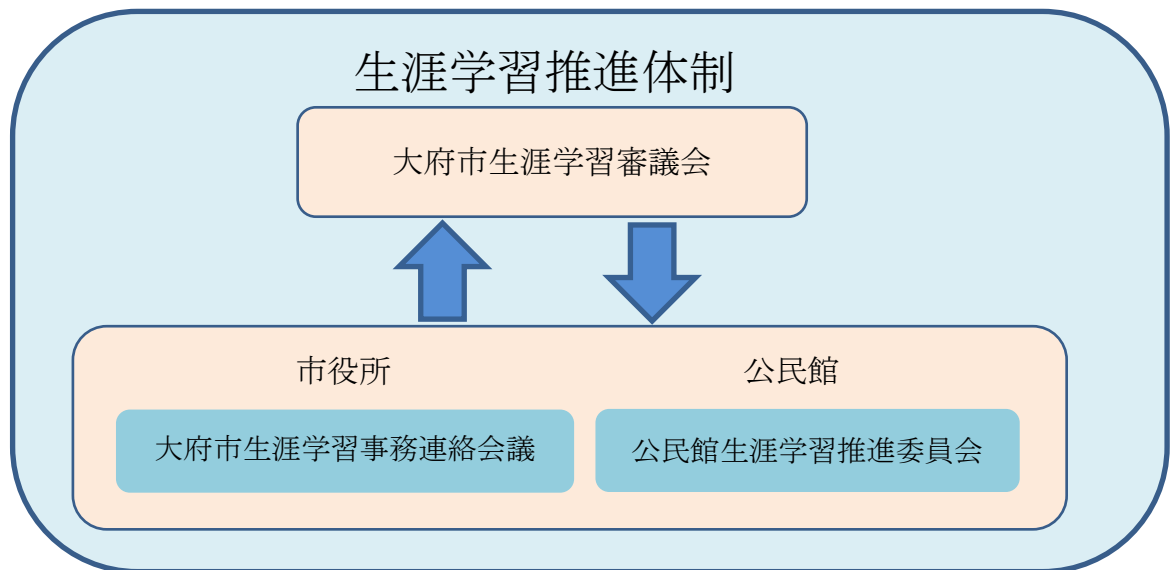 生涯学習推進体制
大府市生涯学習審議会
市役所
公民館
大府市生涯学習事務連絡会議
公民館生涯学習推進委員会